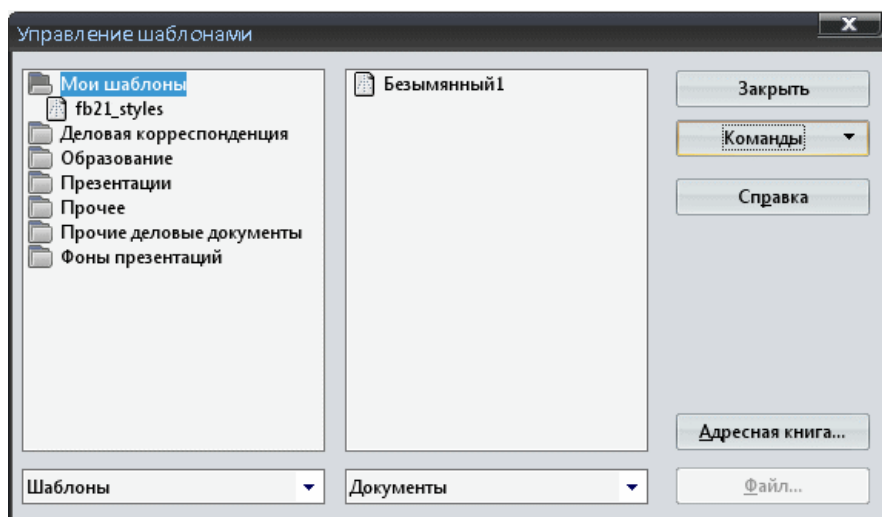 Управление шаблонами
Мои шаблоны
fb21_styles
Деловая корреспонденция
Образование
Презентации
Прочее
Прочие деловые документы
Фоны презентаций
Шаблоны
Безымянный1
Документы
Закрыть
Команды
Справка
Адресная книга...
Файл...